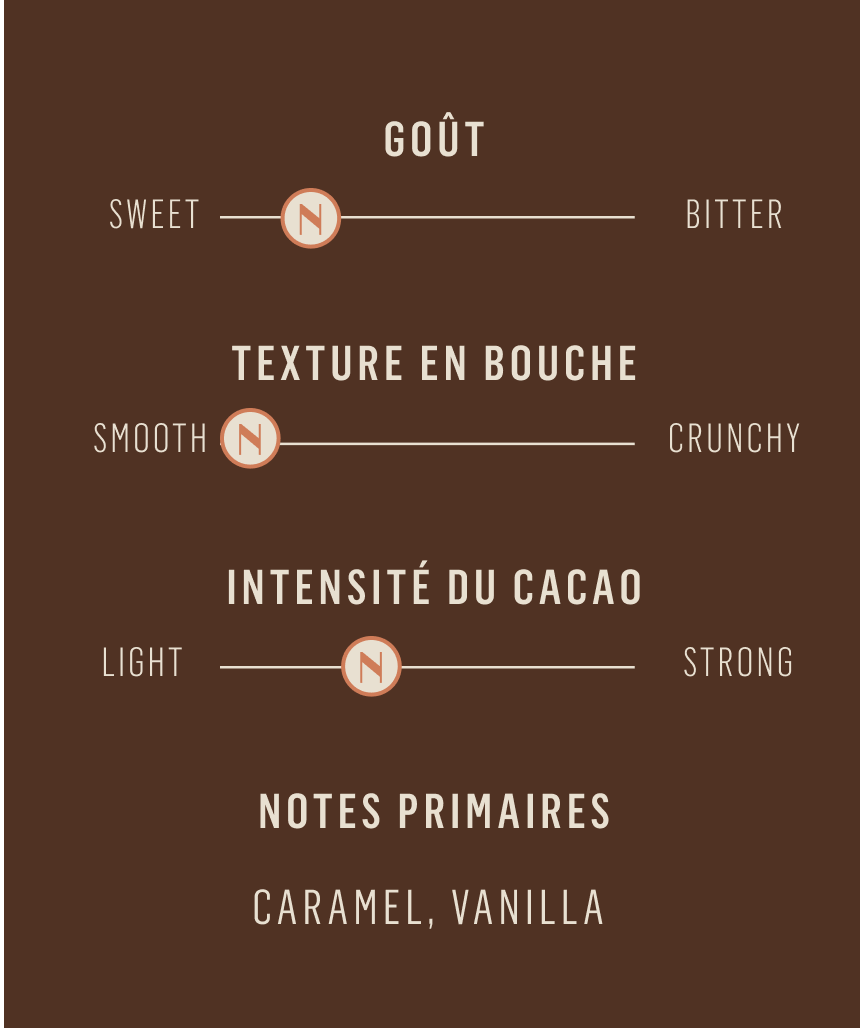 GOÛT
SWEET N BITTER
TEXTURE EN BOUCHE
SMOOTH N CRUNCHY
INTENSITÉ DU CACAO
LIGHT N STRONG
NOTES PRIMAIRES
CARAMEL, VANILLA